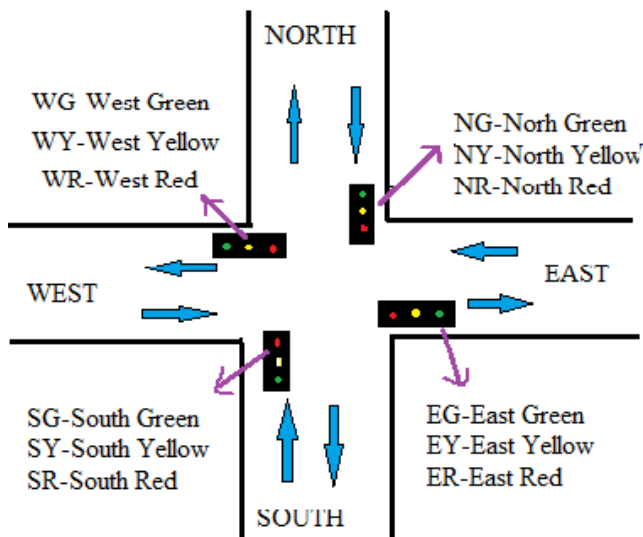 NORTH
WG West Green
WY-West Yellow
WR-West Red
NG-Norh Green
NY-North Yellow
NR-North Red
WEST
EAST
SG-South Green
SY-South Yellow
SR-South Red
EG-East Green
EY-East Yellow
ER-East Red
SOUTH